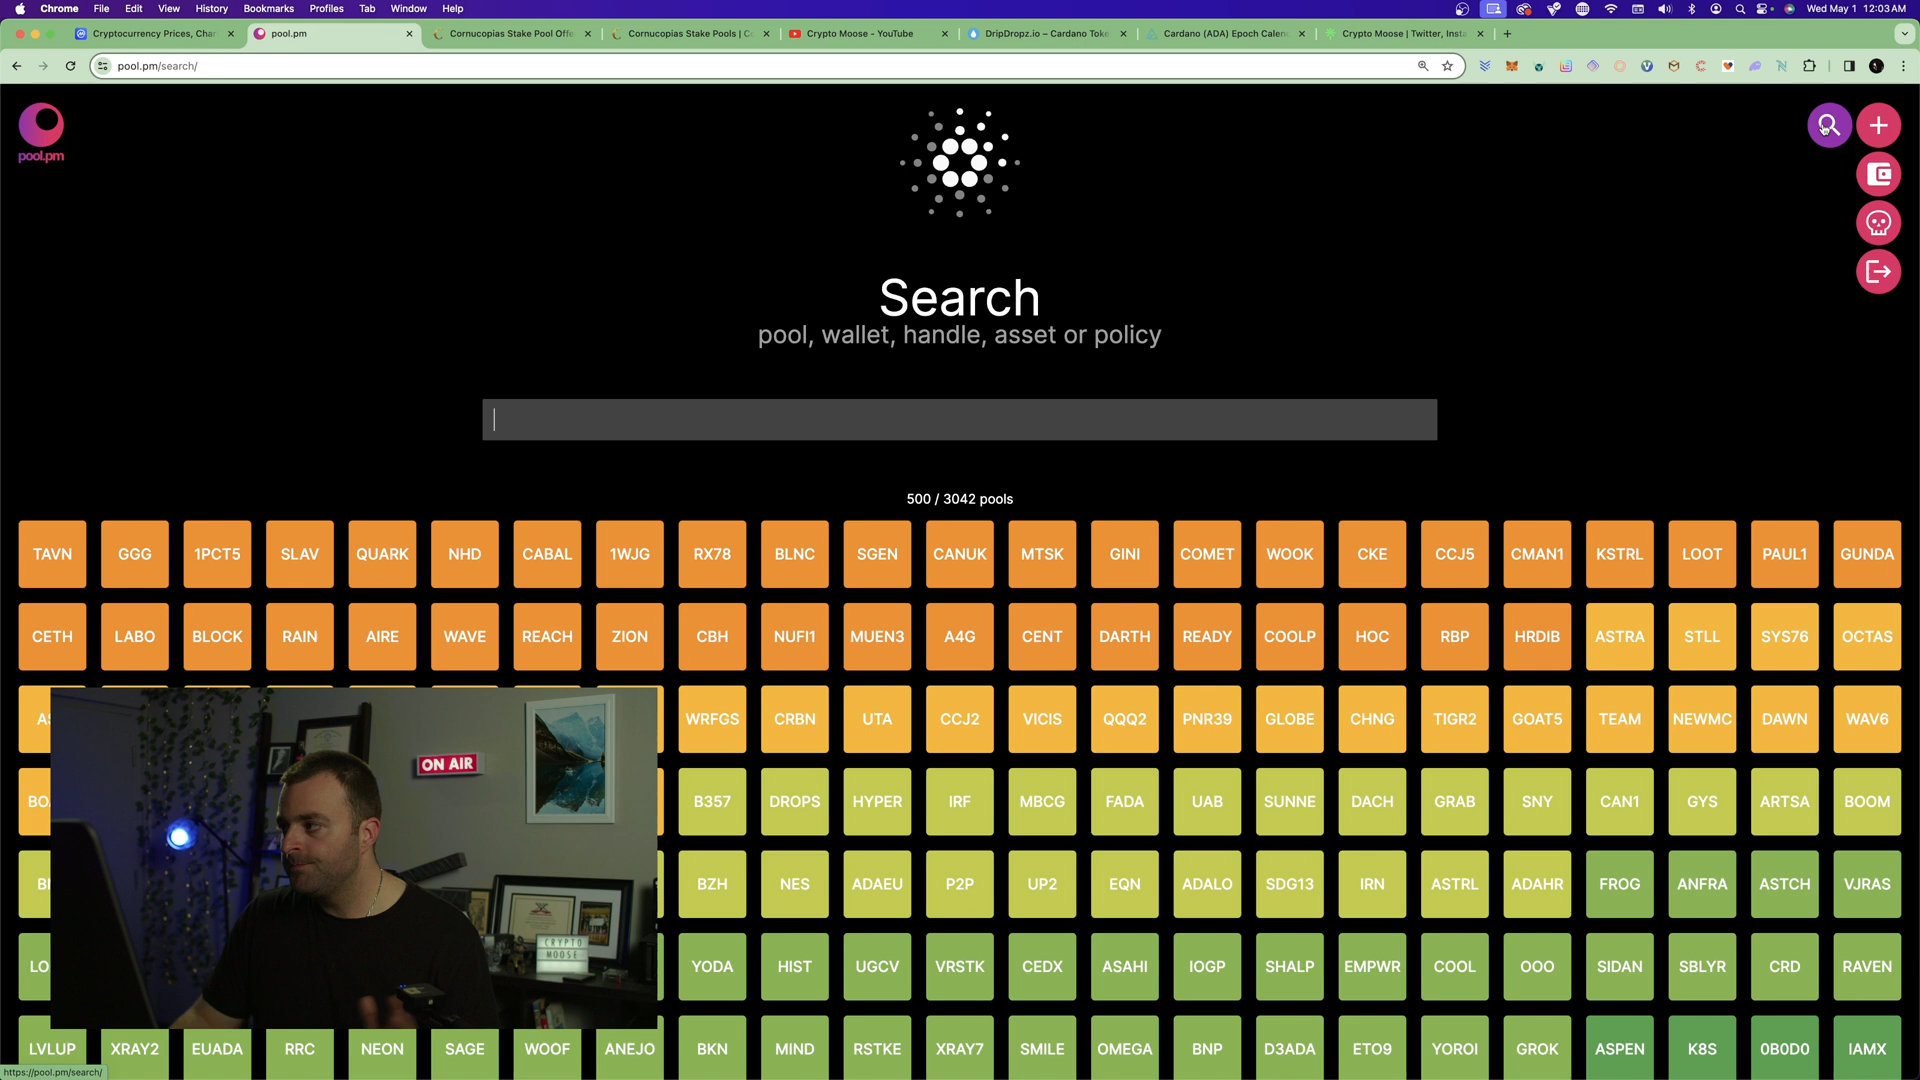 Chrome File Edit View History Bookmarks Profiles Tab Window Help Wed May 1 12:03 AM
Cryptocurrency Prices, Char pool.pm Cornucopias Stake Pool Offe Cornucopias Stake Pools | Co Crypto Moose - YouTube DripDropz.io – Cardano Toke Cardano (ADA) Epoch Calen Crypto Moose | Twitter, Insta
pool.pm/search/
pool.pm
Search
pool, wallet, handle, asset or policy
500 / 3042 pools
TAVN GGG 1PCT5 SLAV QUARK NHD CABAL 1WJG RX78 BLNC SGEN CANUK MTSK GINI COMET WOOK CKE CCJ5 CMAN1 KSTRL LOOT PAUL1 GUNDA
CETH LABO BLOCK RAIN AIRE WAVE REACH ZION CBH NUFI1 MUEN3 A4G CENT DARTH READY COOLP HOC RBP HRDIB ASTRA STLL SYS76 OCTAS
WRFGS CRBN UTA CCJ2 VICIS QQQ2 PNR39 GLOBE CHNG TIGR2 GOAT5 TEAM NEWMC DAWN WAV6
B357 DROPS HYPER IRF MBCG FADA UAB SUNNE DACH GRAB SNY CAN1 GYS ARTSA BOOM
BZH NES ADAEU P2P UP2 EQN ADALO SDG13 IRN ASTRL ADAHR FROG ANFRA ASTCH VJRAS
YODA HIST UGCV VRSTK CEDX ASAHI IOGP SHALP EMPWR COOL OOO SIDAN SBLYR CRD RAVEN
LVLUP XRAY2 EUADA RRC NEON SAGE WOOF ANEJO BKN MIND RSTKE XRAY7 SMILE OMEGA BNP D3ADA ETO9 YOROI GROK ASPEN K8S 0B0D0 IAMX
ON AIR
CRYPTO
MOOSE
https://pool.pm/search/